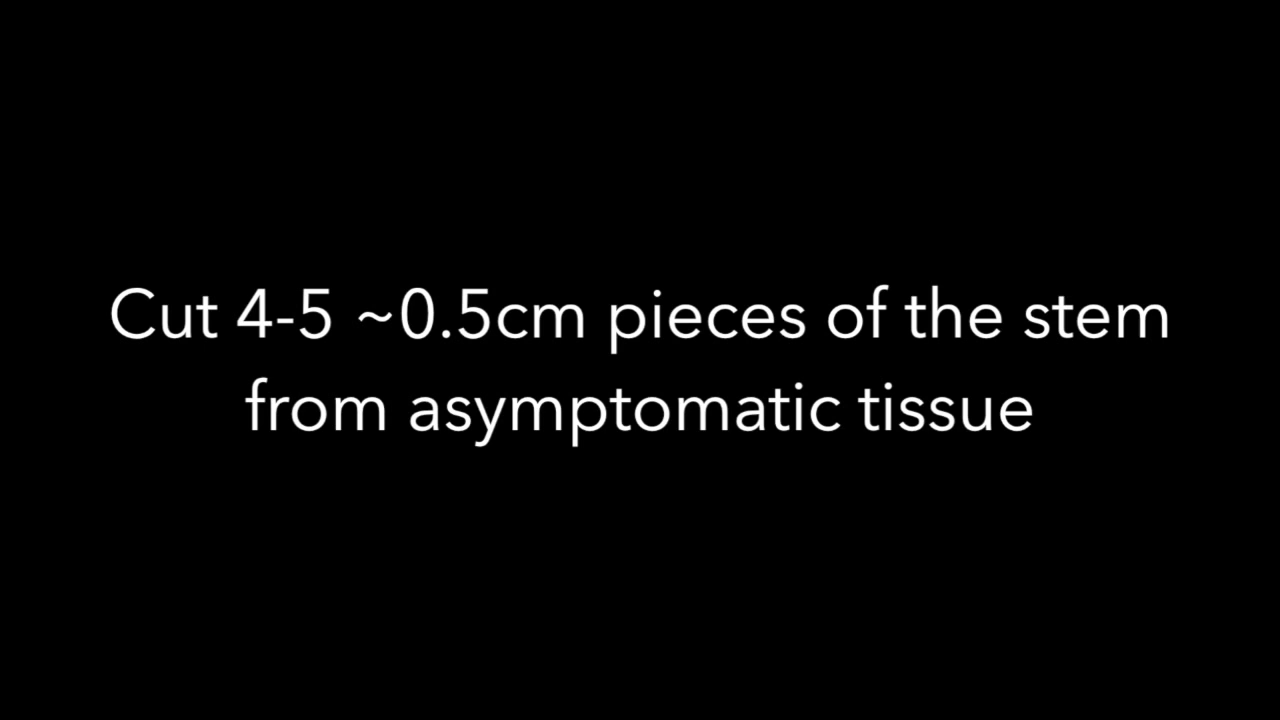 Cut 4-5 ~0.5cm pieces of the stem
from asymptomatic tissue